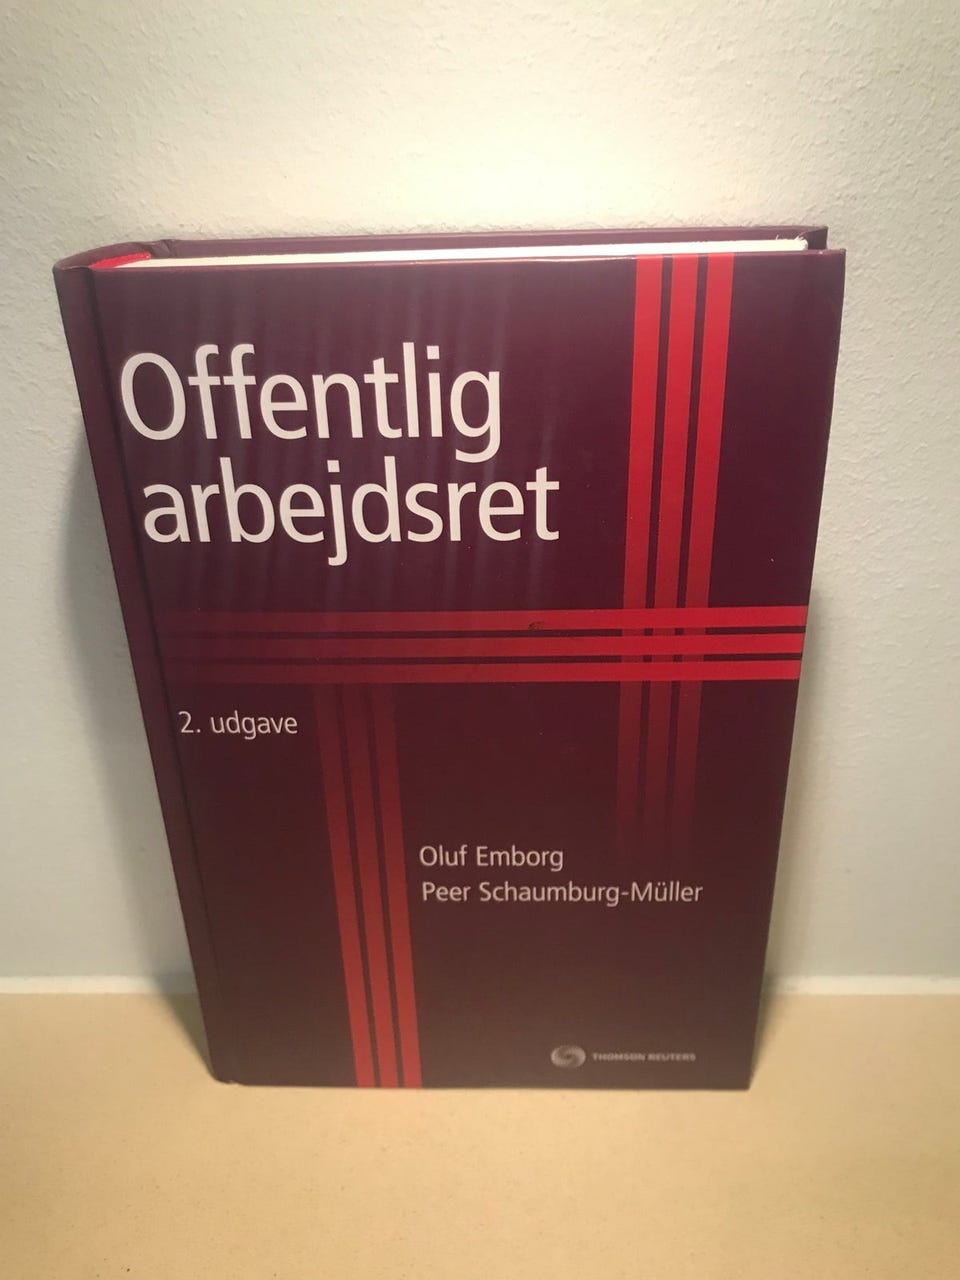 Offentlig
arbejdsret
2. udgave
Oluf Emborg
Peer Schaumburg-Müller
THOMSON REUTERS